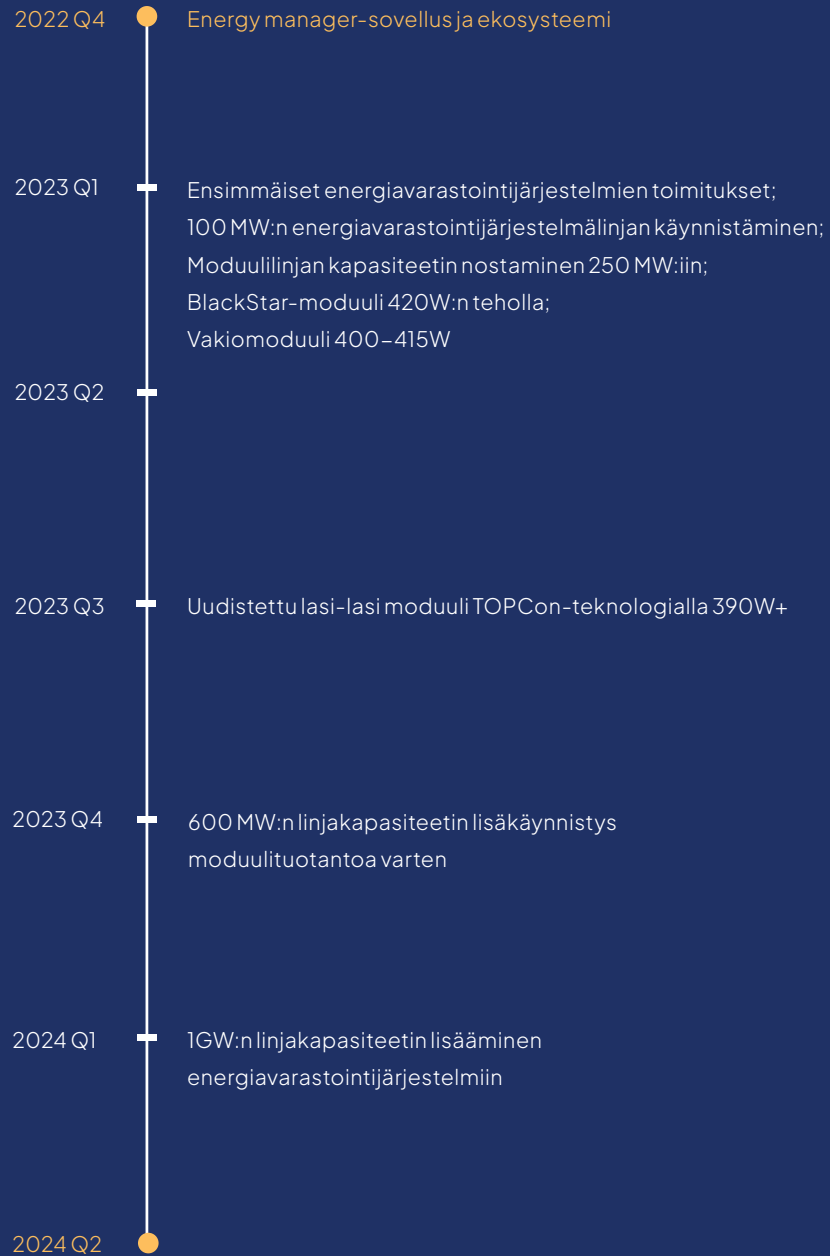 2022 Q4 Energy manager-sovellus ja ekosysteemi
2023 Q1 Ensimmäiset energiavarastointijärjestelmien toimitukset;
100 MW:n energiavarastointijärjestelmälinjan käynnistäminen;
Moduulilinjan kapasiteetin nostaminen 250 MW:iin;
BlackStar-moduuli 420W:n teholla;
Vakiomoduuli 400–415W
2023 Q2
2023 Q3 Uudistettu lasi-lasi moduuli TOPCon-teknologialla 390W+
2023 Q4 600 MW:n linjakapasiteetin lisäkäynnistys
moduulituotantoa varten
2024 Q1 1GW:n linjakapasiteetin lisääminen
energiavarastointijärjestelmiin
2024 Q2